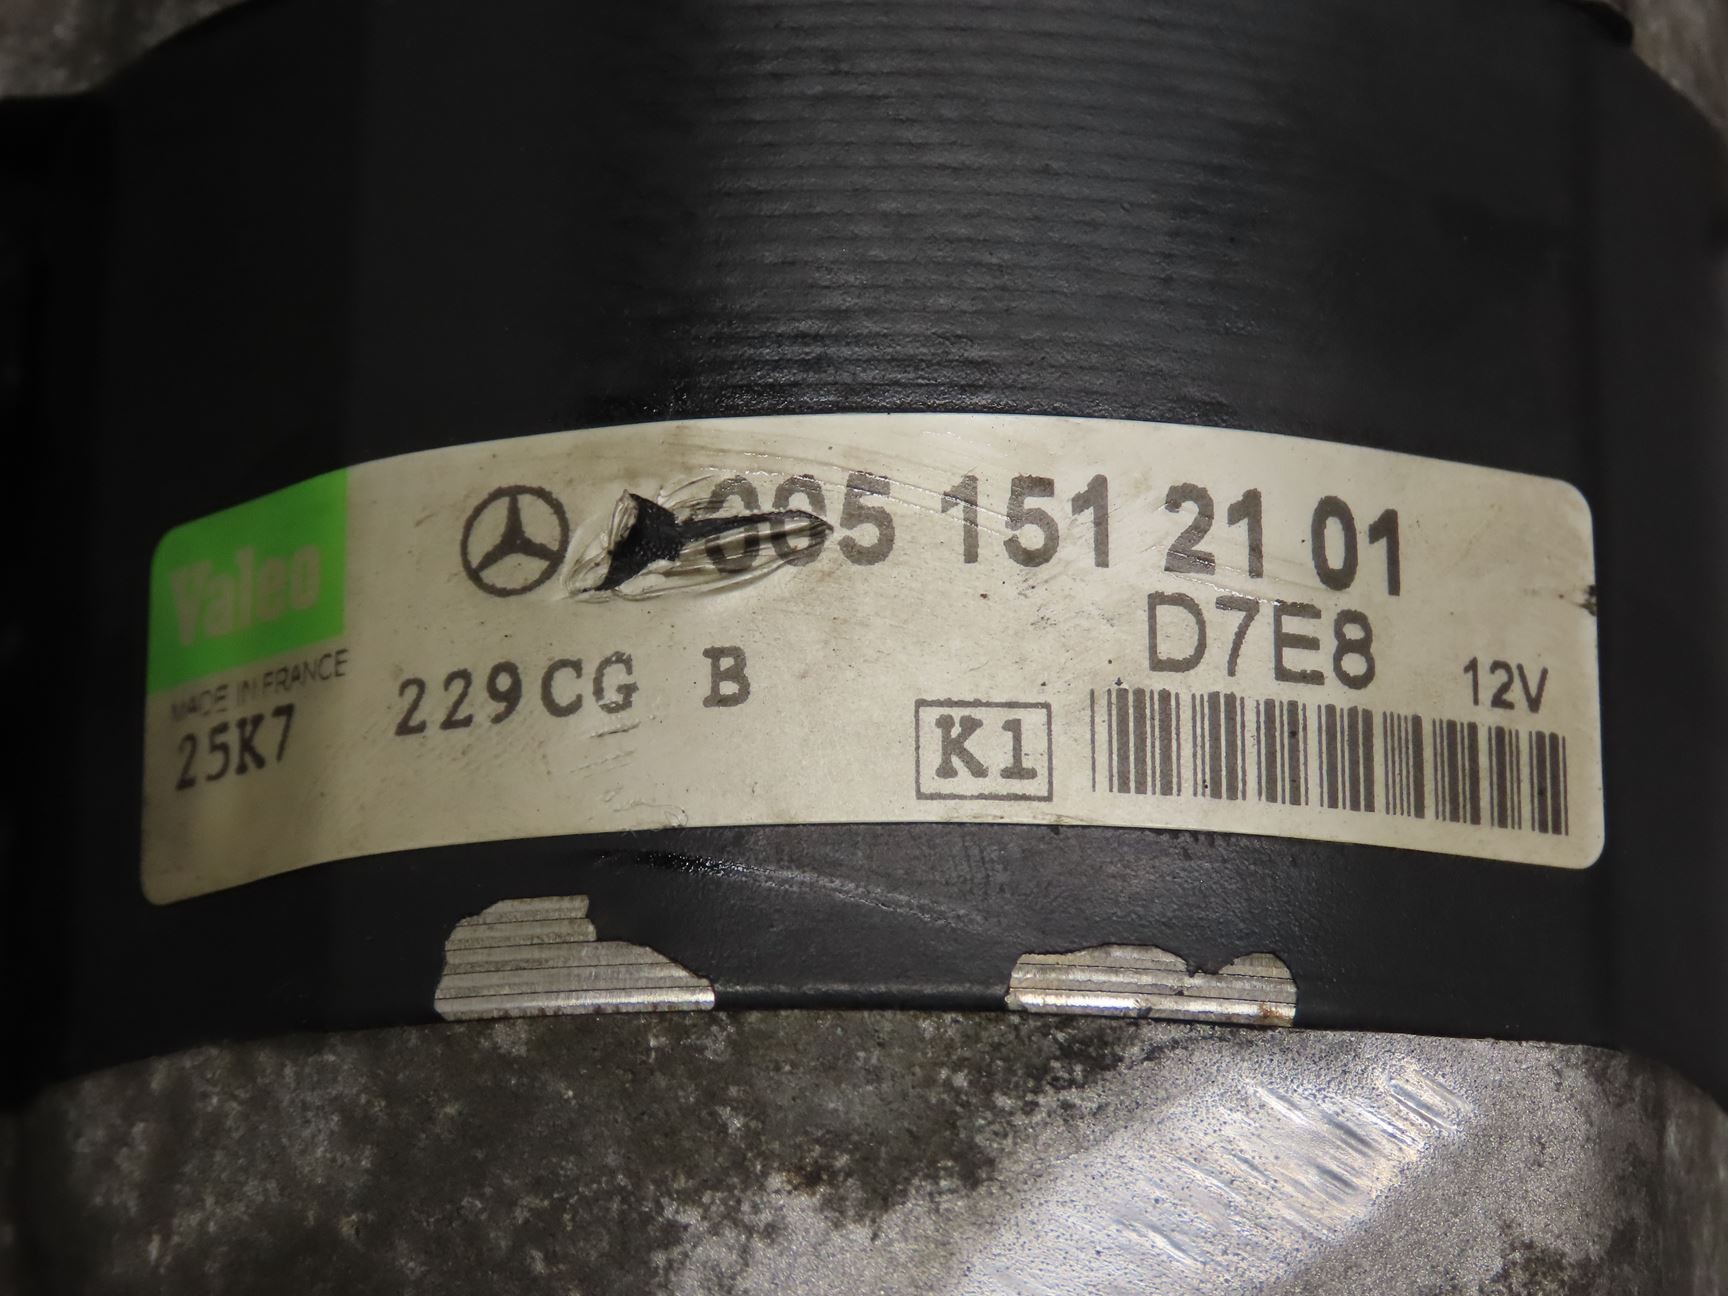 Valeo
005 151 21 01
D7E8
MADE IN FRANCE
229CG B
12V
25K7
K1